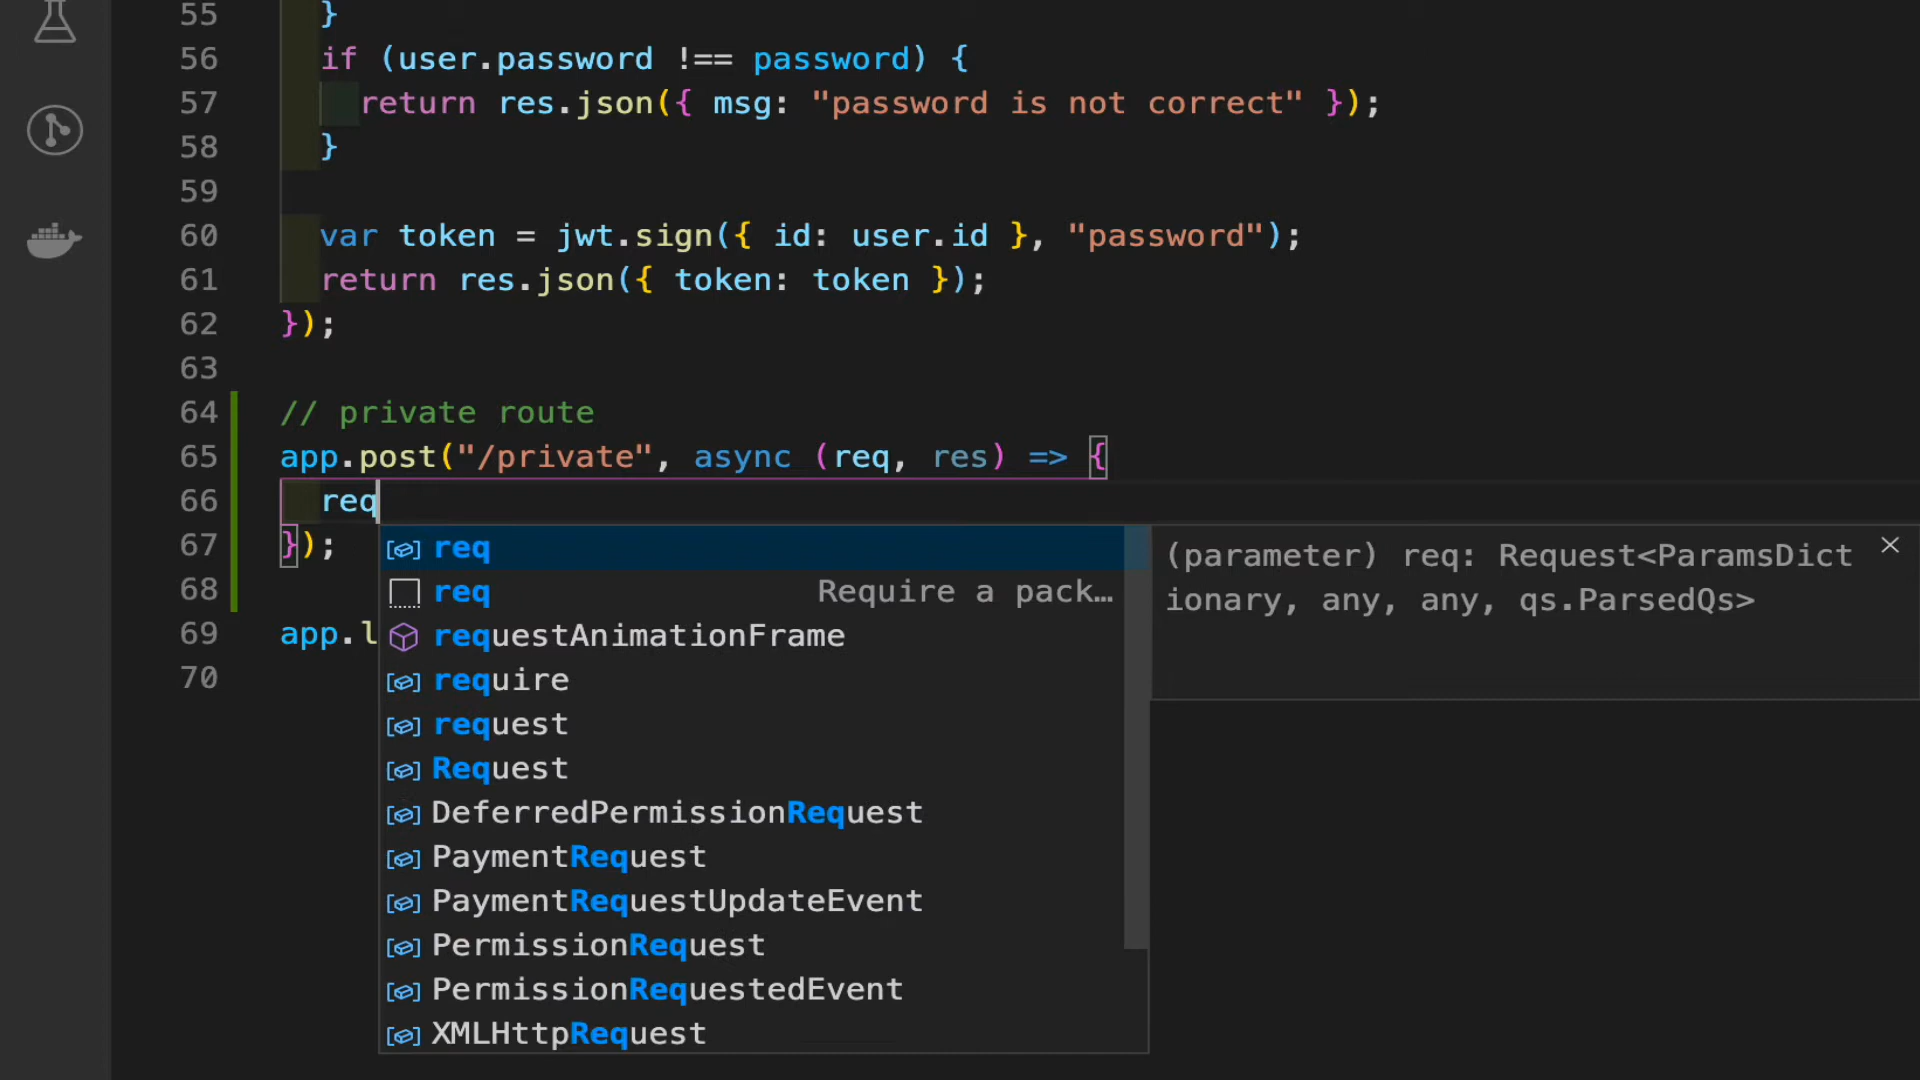 55 }
56 if (user.password !== password) {
57 return res.json({ msg: "password is not correct" });
58 }
59
60 var token = jwt.sign({ id: user.id }, "password");
61 return res.json({ token: token });
62 });
63
64 // private route
65 app.post("/private", async (req, res) => {
66 req
67 });
68
69 app.l
70
req
req Require a pack…
requestAnimationFrame
require
request
Request
DeferredPermissionRequest
PaymentRequest
PaymentRequestUpdateEvent
PermissionRequest
PermissionRequestedEvent
XMLHttpRequest
(parameter) req: Request<ParamsDict
ionary, any, any, qs.ParsedQs>